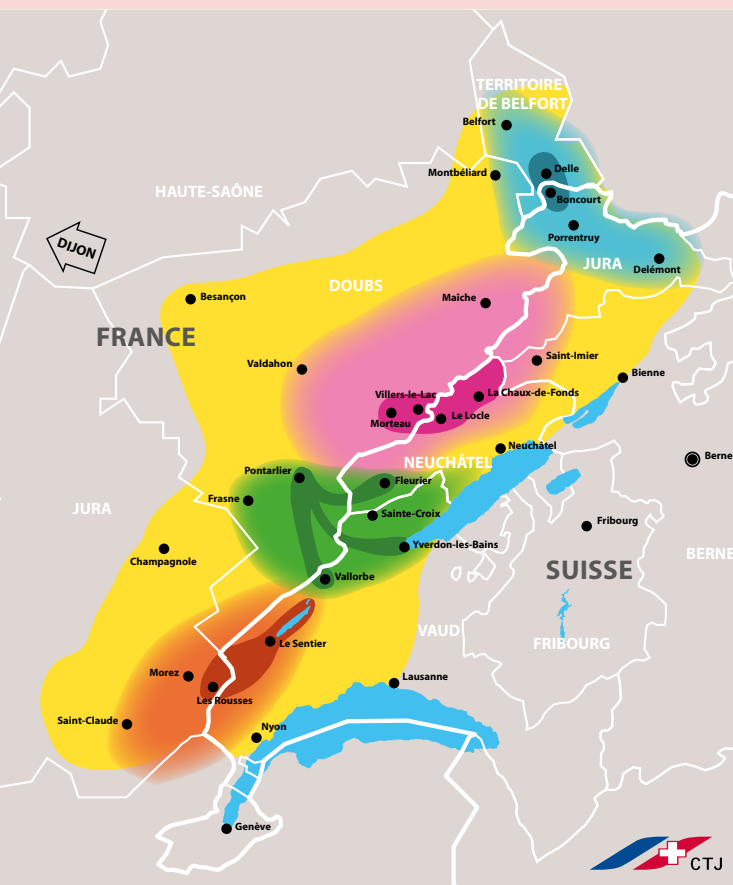 TERRITOIRE
DE BELFORT
Belfort
Montbéliard
Delle
HAUTE-SAÔNE
Boncourt
Porrentruy
DIJON
JURA
Delémont
DOUBS
Besançon
Maîche
FRANCE
Saint-Imier
Valdahon
Bienne
Villers-le-Lac
La Chaux-de-Fonds
Morteau
Le Locle
Neuchâtel
Berne
NEUCHÂTEL
Pontarlier
Fleurier
Frasne
JURA
Sainte-Croix
Fribourg
Yverdon-les-Bains
BERNE
Champagnole
SUISSE
Vallorbe
VAUD
FRIBOURG
Le Sentier
Morez
Lausanne
Les Rousses
Saint-Claude
Nyon
Genève
CTJ